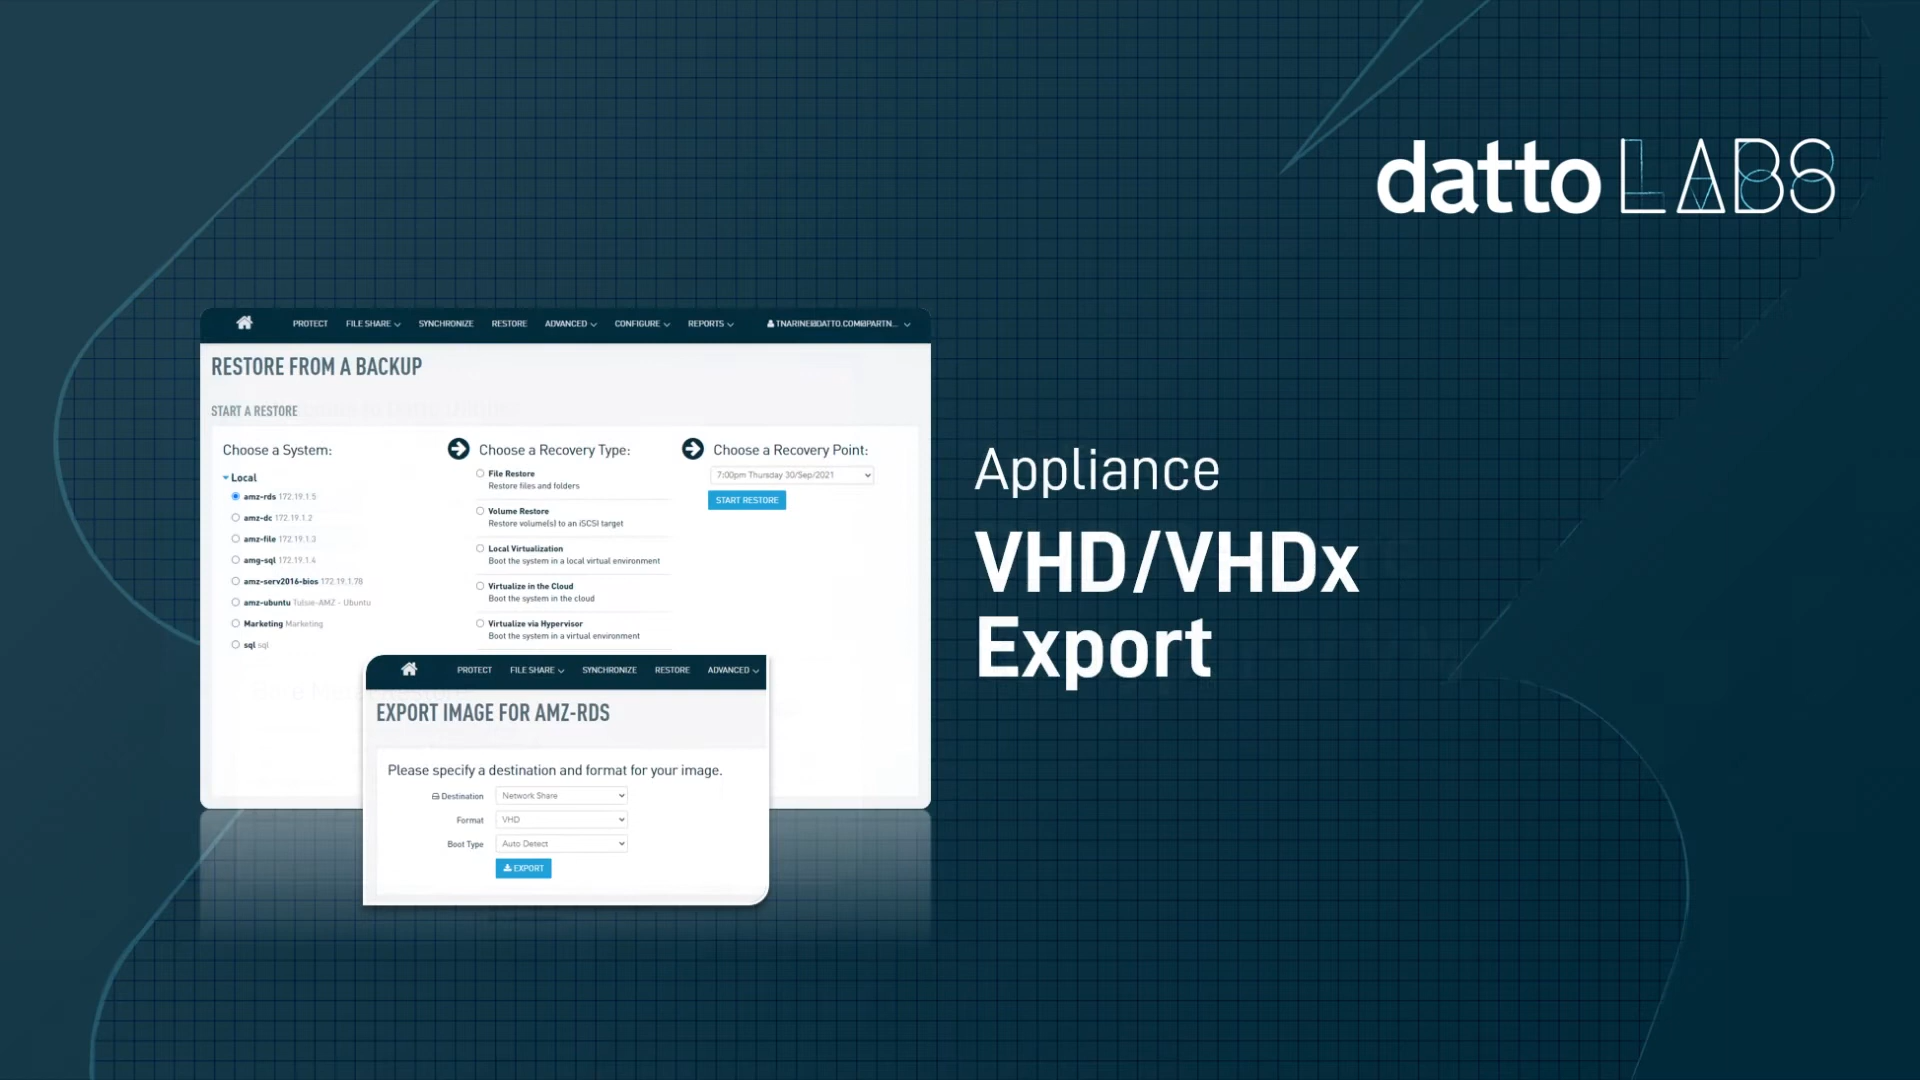 datto LABS
PROTECT FILE SHARE SYNCHRONIZE RESTORE ADVANCED CONFIGURE REPORTS TNARINE@DATTO.COM@PARTN...
RESTORE FROM A BACKUP
START A RESTORE
Choose a System:
Local
amz-rds 172.19.1.5
amz-dc 172.19.1.2
amz-file 172.19.1.3
amg-sql 172.19.1.4
amz-serv2016-bios 172.19.1.78
amz-ubuntu Tulsie-AMZ - Ubuntu
Marketing Marketing
sql sql
Choose a Recovery Type:
File Restore
Restore files and folders
Volume Restore
Restore volume(s) to an iSCSI target
Local Virtualization
Boot the system in a local virtual environment
Virtualize in the Cloud
Boot the system in the cloud
Virtualize via Hypervisor
Boot the system in a virtual environment
Choose a Recovery Point:
7:00pm Thursday 30/Sep/2021
START RESTORE
PROTECT FILE SHARE SYNCHRONIZE RESTORE ADVANCED
EXPORT IMAGE FOR AMZ-RDS
Please specify a destination and format for your image.
Destination Network Share
Format VHD
Boot Type Auto Detect
EXPORT
Appliance
VHD/VHDx
Export